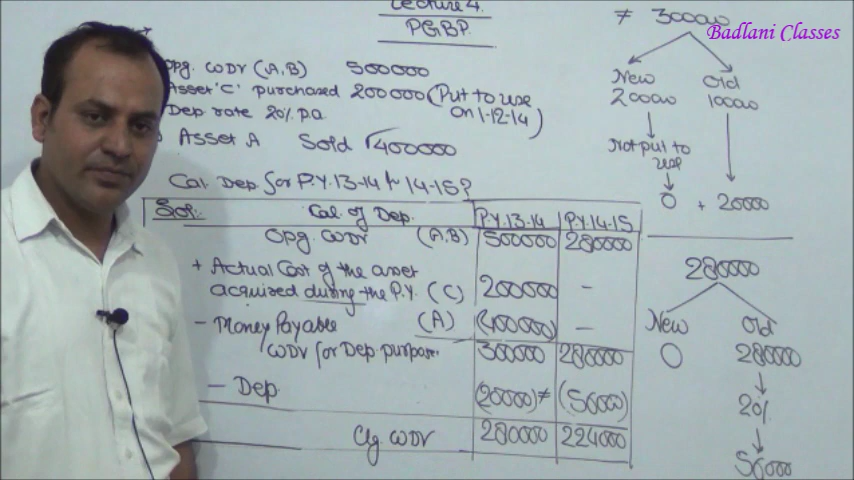 Lecture 4.
PGBP
Badlani Classes
Opg. WDV (A,B) 500000
Asset 'C' purchased 200000 (Put to use on 1-12-14)
Dep rate 20% p.a
Asset A Sold 400000
Cal. Dep for P.Y. 13-14 & 14-15?
Sol:. Cal. of Dep. P.Y. 13-14 P.Y. 14-15
Opg. WDV (A,B) 500000 280000
+ Actual Cost of the asset
acquired during the P.Y. (C) 200000 -
- Money Payable (A) (400000) -
WDV for Dep purpose. 300000 280000
- Dep (20000) ≠ (56000)
Clg WDV 280000 224000
≠ 300000
New Old
200000 100000
Not put to
use
0 + 20000
280000
New Old
0 280000
20%
56000